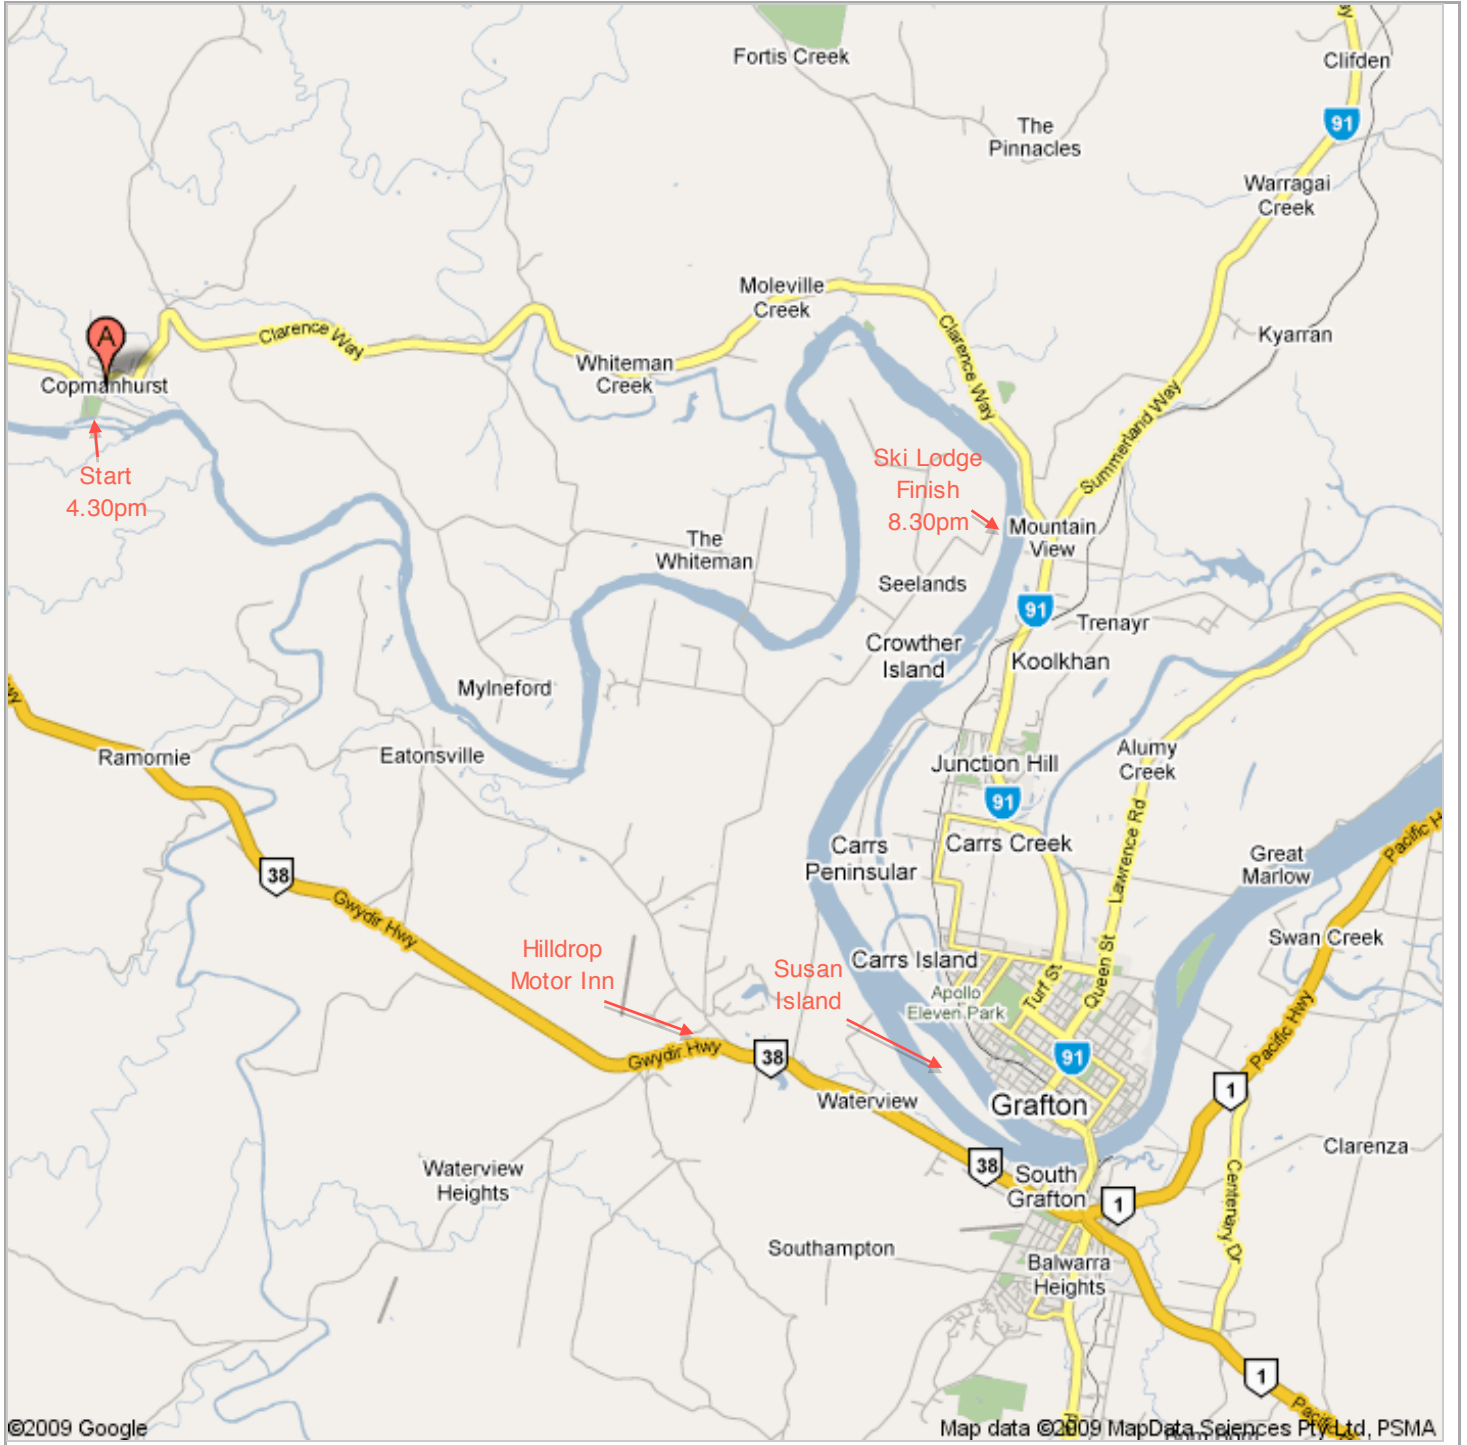 Fortis Creek
Clifden
91
The
Pinnacles
Warragai
Creek
Moleville
Creek
Kyarran
A
Clarence Way
Clarence Way
Whiteman
Creek
Copmanhurst
Summerland Way
Start
4.30pm
Ski Lodge
Finish
8.30pm
Mountain
View
The
Whiteman
Seelands
91
Trenayr
Crowther
Island
Koolkhan
Mylneford
Ramornie
Eatonsville
Junction Hill
Alumy
Creek
91
Lawrence Rd
Carrs
Peninsular
Carrs Creek
Great
Marlow
Pacific H
38
Gwydir Hwy
Hilldrop
Motor Inn
Susan
Island
Carrs Island
Swan Creek
Apollo
Eleven Park
Turf St
Queen St
Pacific Hwy
Gwydir Hwy
38
91
1
Waterview
Grafton
Clarenza
Waterview
Heights
38
South
Grafton
1
Centenary Dr
Southampton
Balwarra
Heights
1
Pacific
©2009 Google
Map data ©2009 MapData Sciences Pty Ltd, PSMA